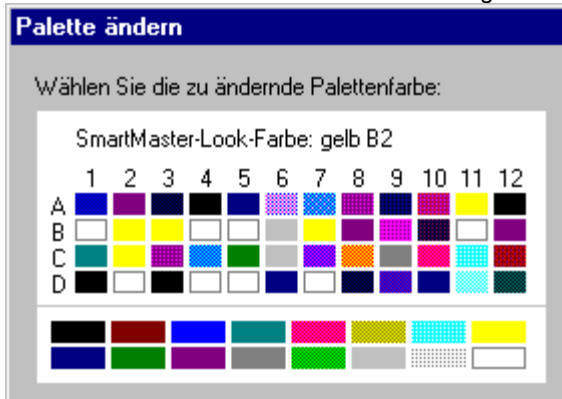 Palette ändern
Wählen Sie die zu ändernde Palettenfarbe:
SmartMaster-Look-Farbe: gelb B2
1 2 3 4 5 6 7 8 9 10 11 12
A
B
C
D